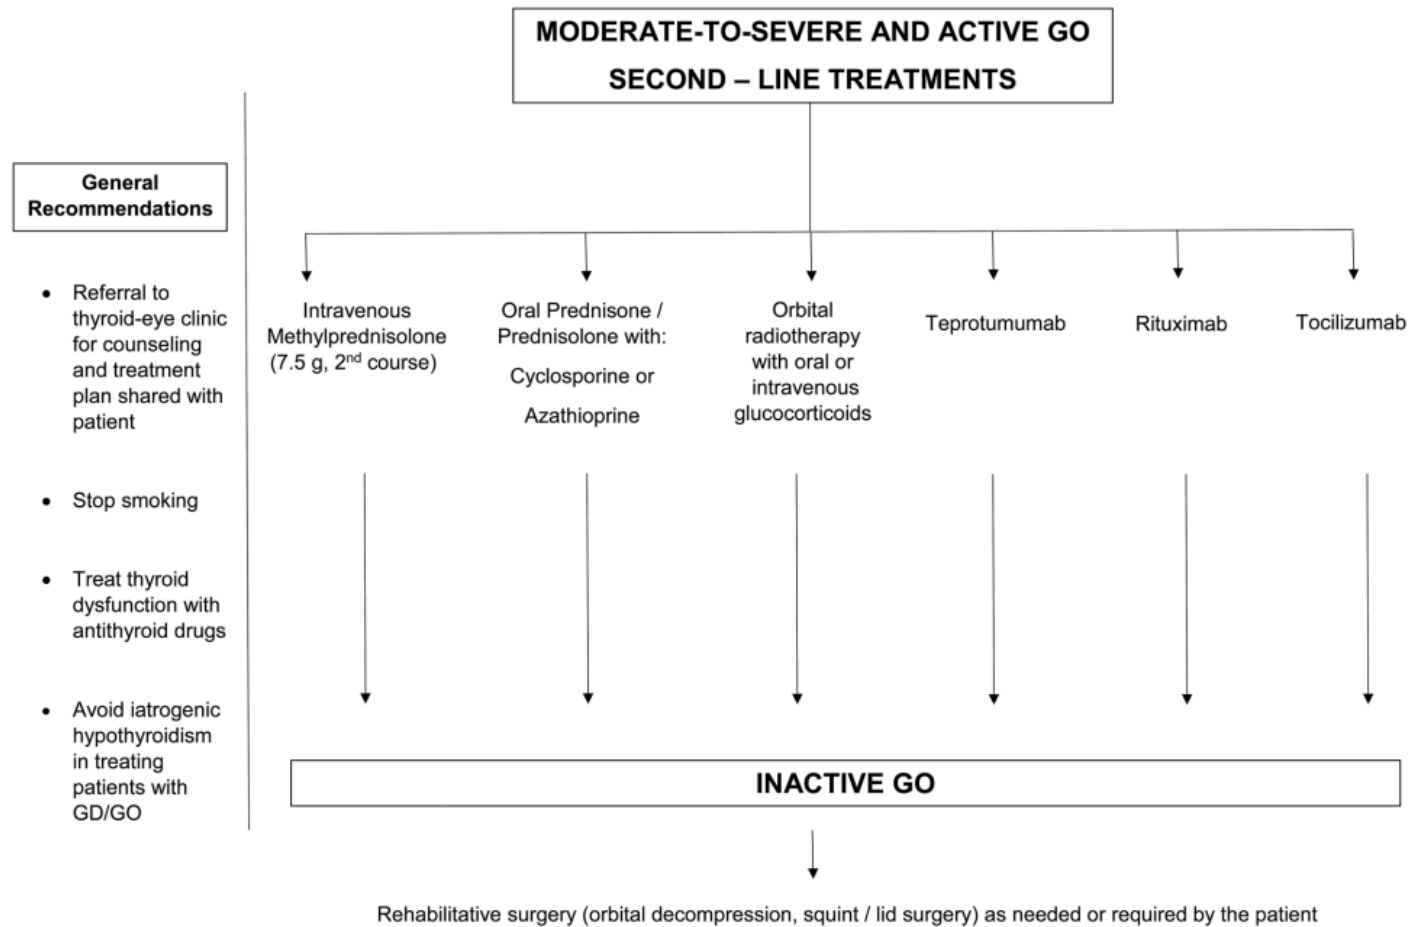 MODERATE-TO-SEVERE AND ACTIVE GO
SECOND – LINE TREATMENTS
General
Recommendations
• Referral to
thyroid-eye clinic
for counseling
and treatment
plan shared with
patient
• Stop smoking
• Treat thyroid
dysfunction with
antithyroid drugs
• Avoid iatrogenic
hypothyroidism
in treating
patients with
GD/GO
Intravenous
Methylprednisolone
(7.5 g, 2nd course)
Oral Prednisone /
Prednisolone with:
Cyclosporine or
Azathioprine
Orbital
radiotherapy
with oral or
intravenous
glucocorticoids
Teprotumumab
Rituximab
Tocilizumab
INACTIVE GO
Rehabilitative surgery (orbital decompression, squint / lid surgery) as needed or required by the patient